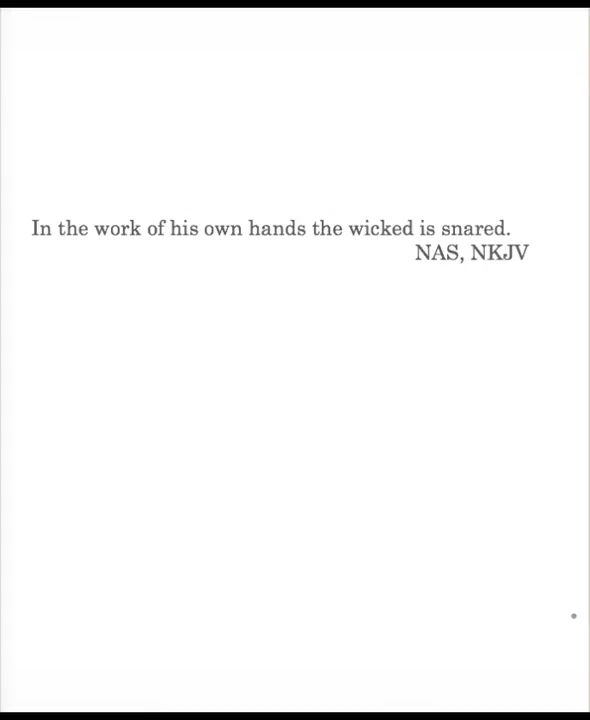 In the work of his own hands the wicked is snared.
NAS, NKJV